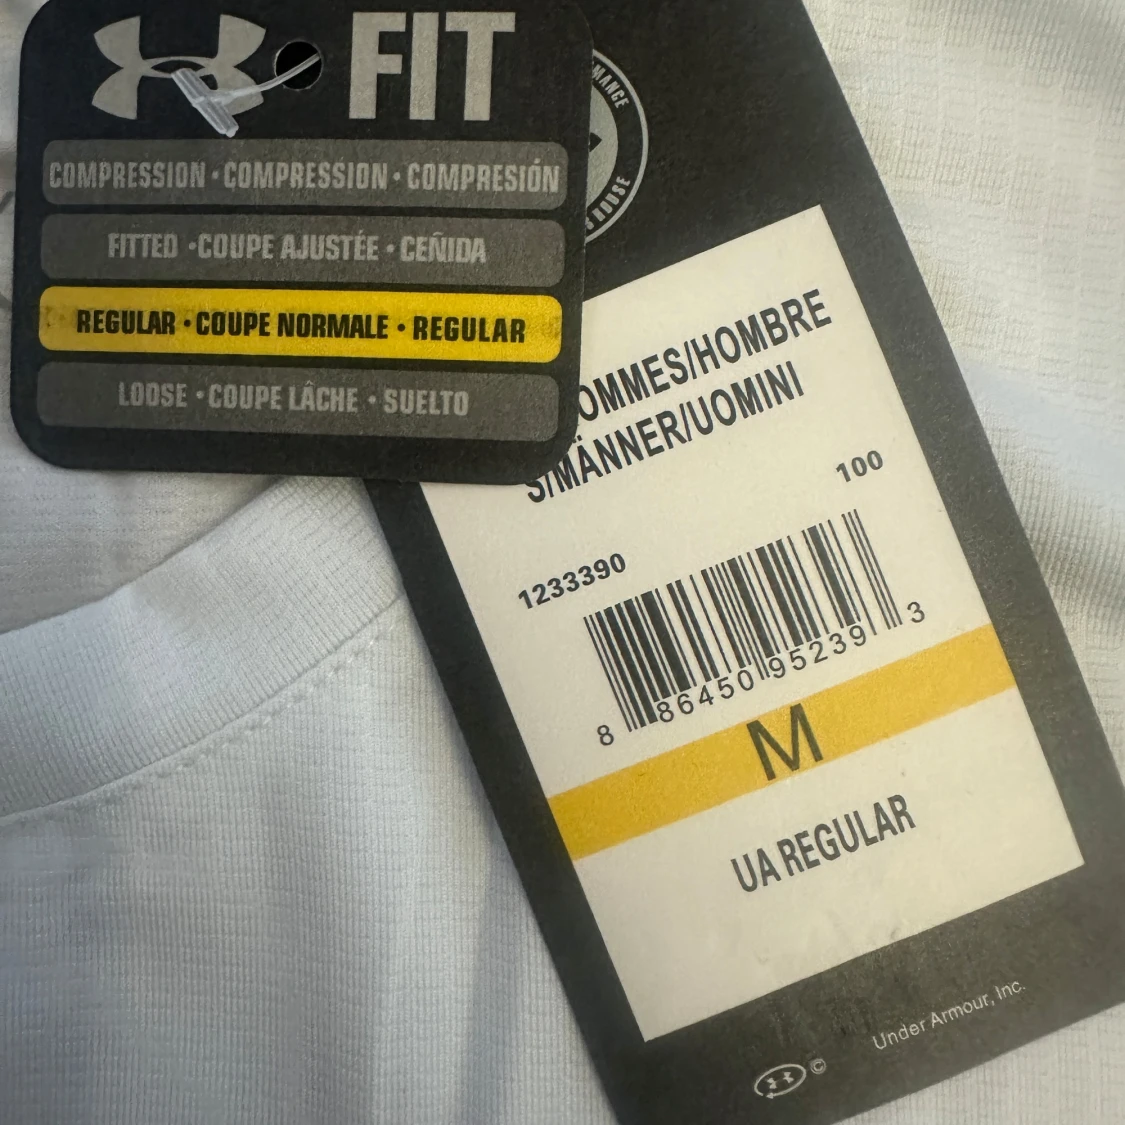 FIT
COMPRESSION · COMPRESSION · COMPRESIÓN
FITTED · COUPE AJUSTÉE · CEÑIDA
REGULAR · COUPE NORMALE · REGULAR
LOOSE · COUPE LÂCHE · SUELTO
HOUSE
OMMES/HOMBRE
S/MÄNNER/UOMINI
100
1233390
8 86450 95239 3
M
UA REGULAR
Under Armour, Inc.
©